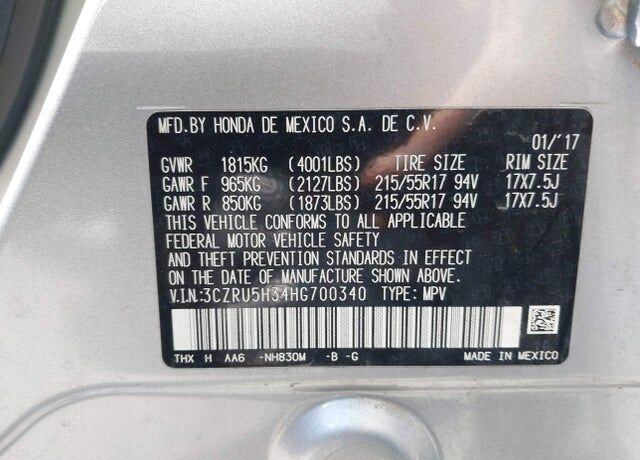 MFD.BY HONDA DE MEXICO S.A. DE C.V.
01/'17
GVWR 1815KG (4001LBS) TIRE SIZE RIM SIZE
GAWR F 965KG (2127LBS) 215/55R17 94V 17X7.5J
GAWR R 850KG (1873LBS) 215/55R17 94V 17X7.5J
THIS VEHICLE CONFORMS TO ALL APPLICABLE
FEDERAL MOTOR VEHICLE SAFETY
AND THEFT PREVENTION STANDARDS IN EFFECT
ON THE DATE OF MANUFACTURE SHOWN ABOVE.
V.I.N:3CZRU5H34HG700340 TYPE: MPV
THX H AA6 -NH830M -B -G MADE IN MEXICO